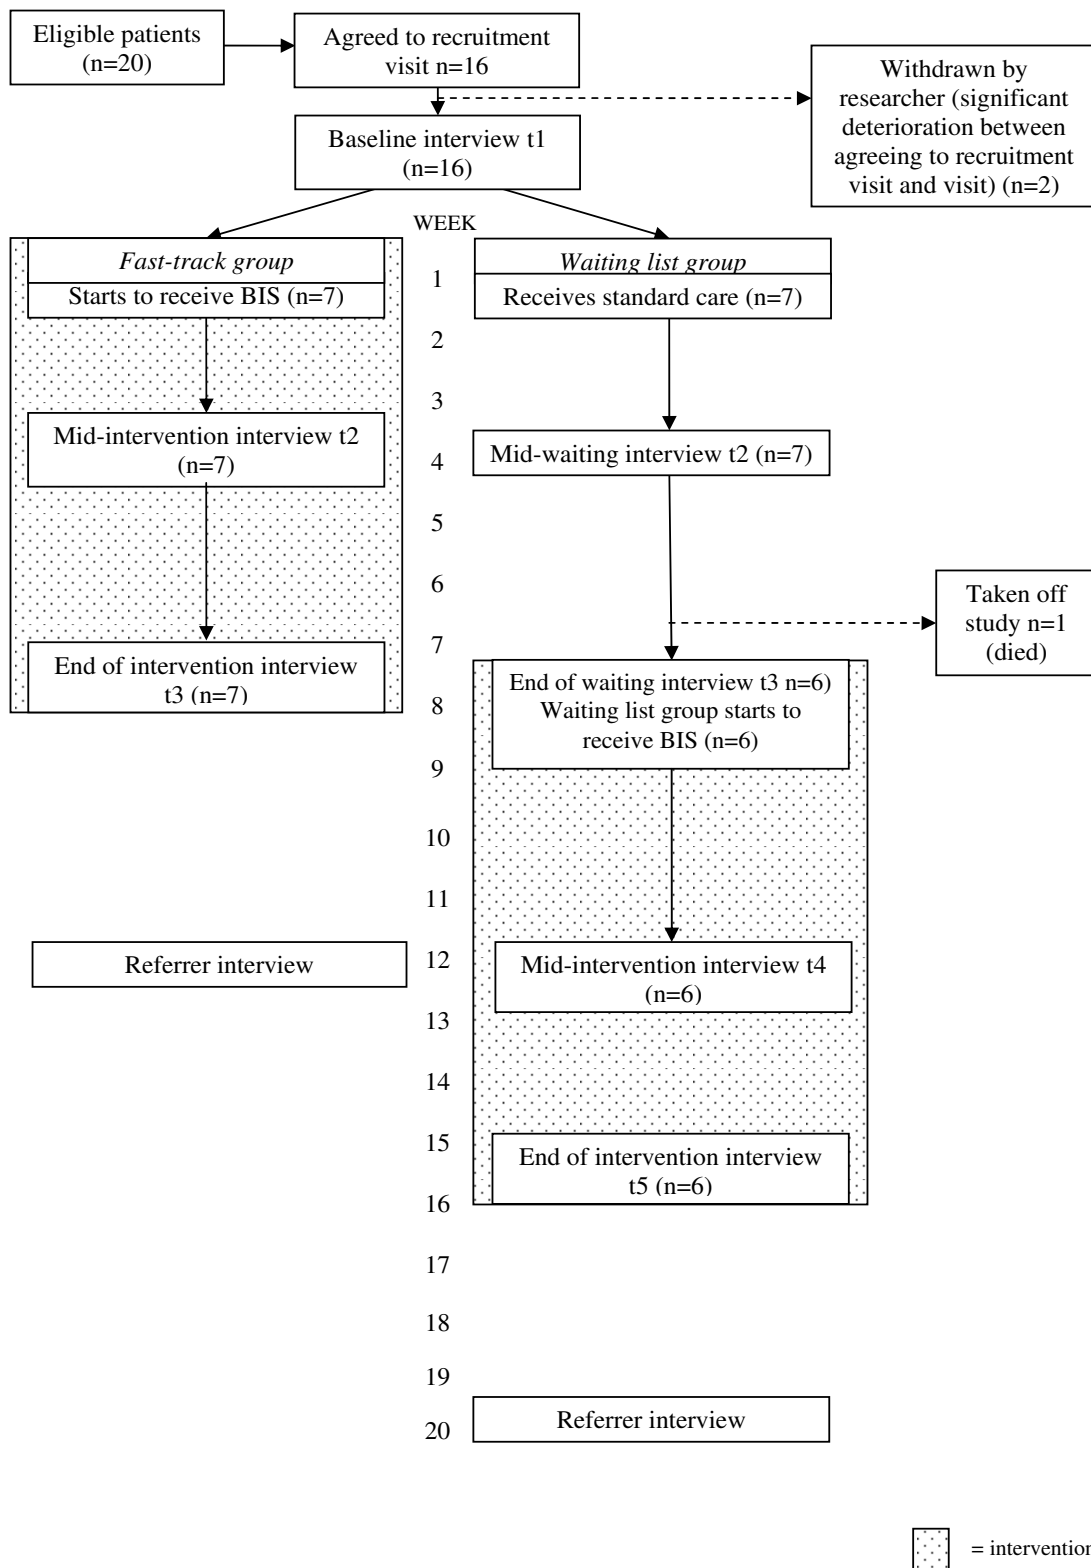 Eligible patients
(n=20)
Agreed to recruitment
visit n=16
Withdrawn by
researcher (significant
deterioration between
agreeing to recruitment
visit and visit) (n=2)
Baseline interview t1
(n=16)
WEEK
Fast-track group
Starts to receive BIS (n=7)
Waiting list group
Receives standard care (n=7)
1
2
3
Mid-intervention interview t2
(n=7)
Mid-waiting interview t2 (n=7)
4
5
6
Taken off
study n=1
(died)
7
End of intervention interview
t3 (n=7)
End of waiting interview t3 n=6)
Waiting list group starts to
receive BIS (n=6)
8
9
10
11
Referrer interview
12
Mid-intervention interview t4
(n=6)
13
14
15
End of intervention interview
t5 (n=6)
16
17
18
19
Referrer interview
20
= intervention